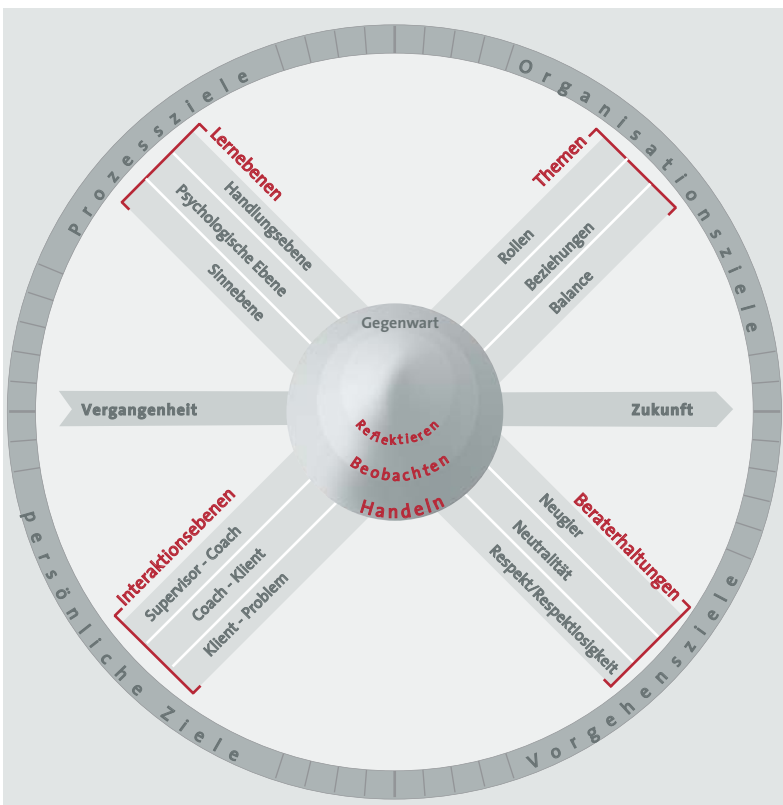 Prozessziele
Organisationsziele
Lernebenen
Handlungsebene
Psychologische Ebene
Sinnebene
Themen
Rollen
Beziehungen
Balance
Gegenwart
Vergangenheit
Zukunft
Reflektieren
Beobachten
Handeln
Interaktionsebenen
Supervisor - Coach
Coach - Klient
Klient - Problem
Beraterhaltungen
Neugier
Neutralität
Respekt/Respektlosigkeit
persönliche Ziele
Vorgehensziele